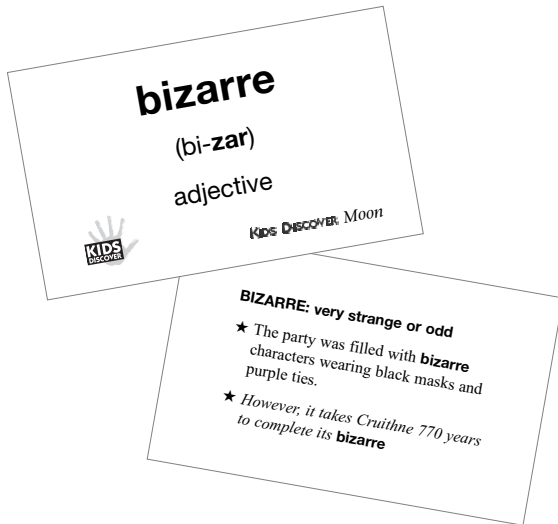 bizarre
(bi-zar)
adjective
KIDS DISCOVER Moon
KIDS
DISCOVER
BIZARRE: very strange or odd
★ The party was filled with bizarre
characters wearing black masks and
purple ties.
★ However, it takes Cruithne 770 years
to complete its bizarre